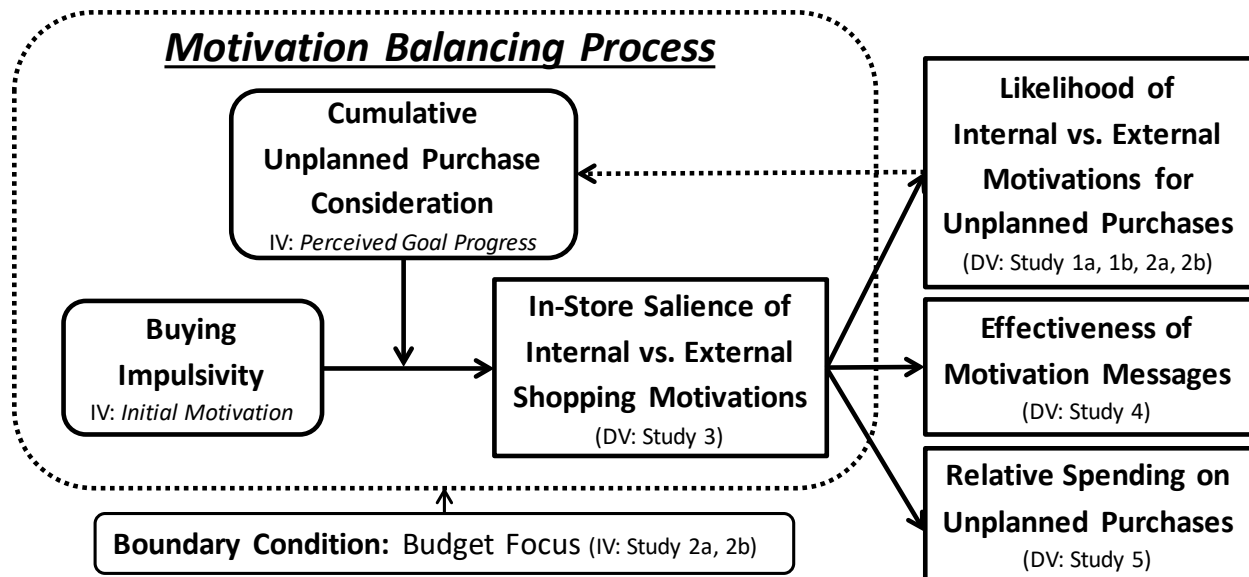 Motivation Balancing Process
Cumulative
Unplanned Purchase
Consideration
IV: Perceived Goal Progress
Buying
Impulsivity
IV: Initial Motivation
In-Store Salience of
Internal vs. External
Shopping Motivations
(DV: Study 3)
Likelihood of
Internal vs. External
Motivations for
Unplanned Purchases
(DV: Study 1a, 1b, 2a, 2b)
Effectiveness of
Motivation Messages
(DV: Study 4)
Relative Spending on
Unplanned Purchases
(DV: Study 5)
Boundary Condition: Budget Focus (IV: Study 2a, 2b)